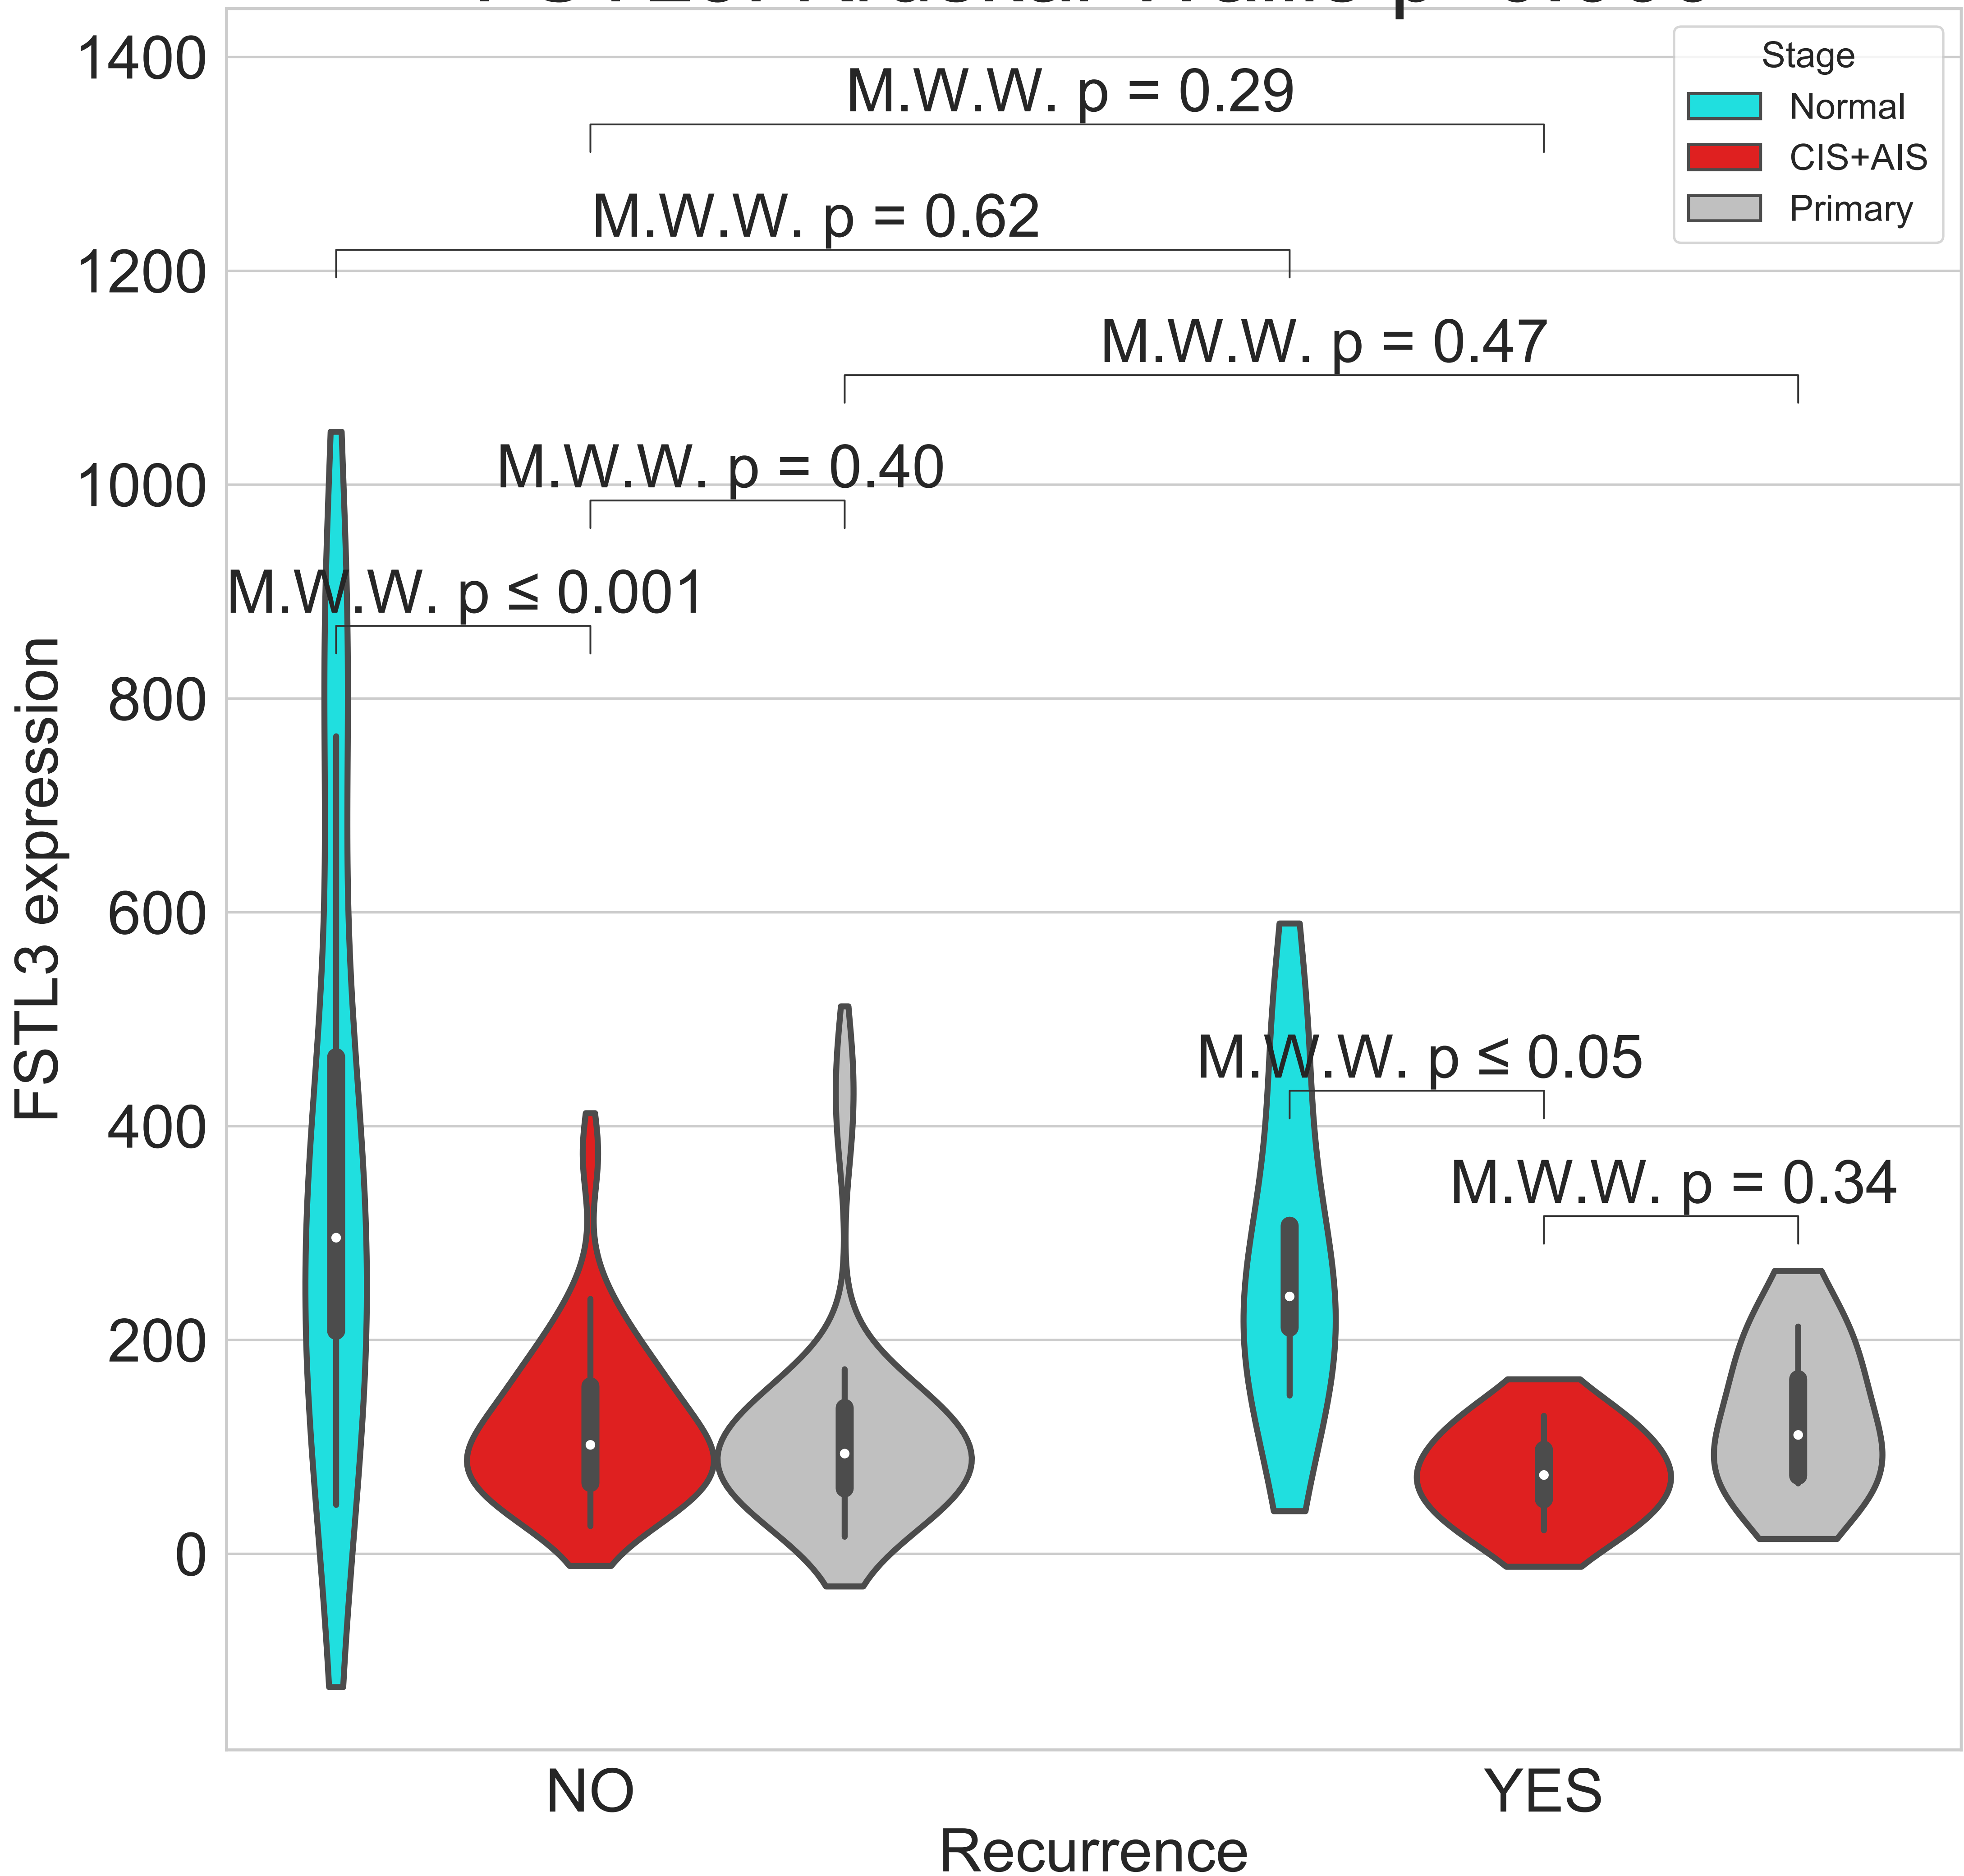 Stage
Normal
CIS+AIS
Primary
M.W.W. p = 0.29
M.W.W. p = 0.62
M.W.W. p = 0.47
M.W.W. p = 0.40
M.W.W. p ≤ 0.001
M.W.W. p ≤ 0.05
M.W.W. p = 0.34
1400
1200
1000
800
600
400
200
0
FSTL3 expression
NO
YES
Recurrence